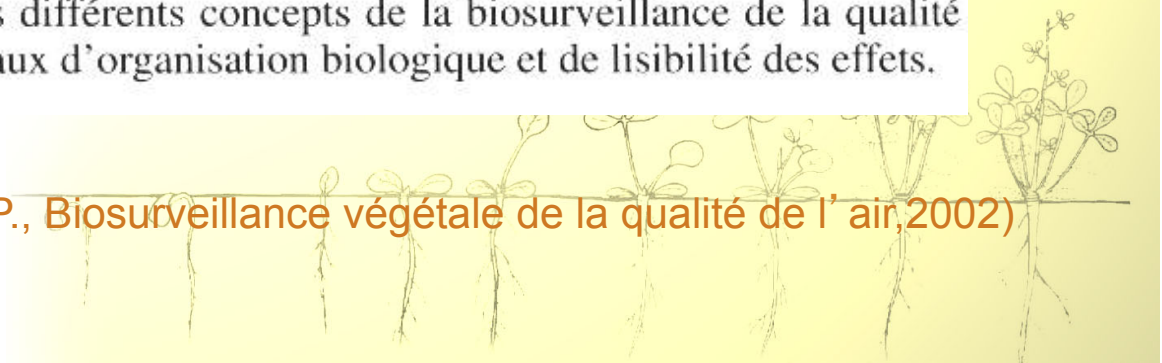 différents concepts de la biosurveillance de la qualité
d'organisation biologique et de lisibilité des effets.
P., Biosurveillance végétale de la qualité de l’ air,2002)